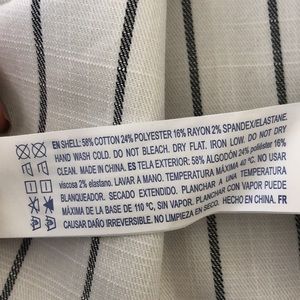 EN SHELL: 58% COTTON 24% POLYESTER 16% RAYON 2% SPANDEX/ELASTANE.
HAND WASH COLD. DO NOT BLEACH. DRY FLAT. IRON LOW. DO NOT DRY
CLEAN. IRON LOW. ES TELA EXTERIOR: 58% ALGODÓN 24% poliéster 16%
viscosa 2% elastano. LAVAR A MANO. TEMPERATURA MÁXIMA 40 °C. NO USAR
BLANQUEADOR. SECADO EXTENDIDO. PLANCHAR A UNA TEMPERATURA
MÁXIMA DE LA BASE DE 110 °C, SIN VAPOR. PLANCHAR CON VAPOR PUEDE
CAUSAR DAÑO IRREVERSIBLE. NO LIMPIEZA EN SECO. HECHO EN CHINA. FR